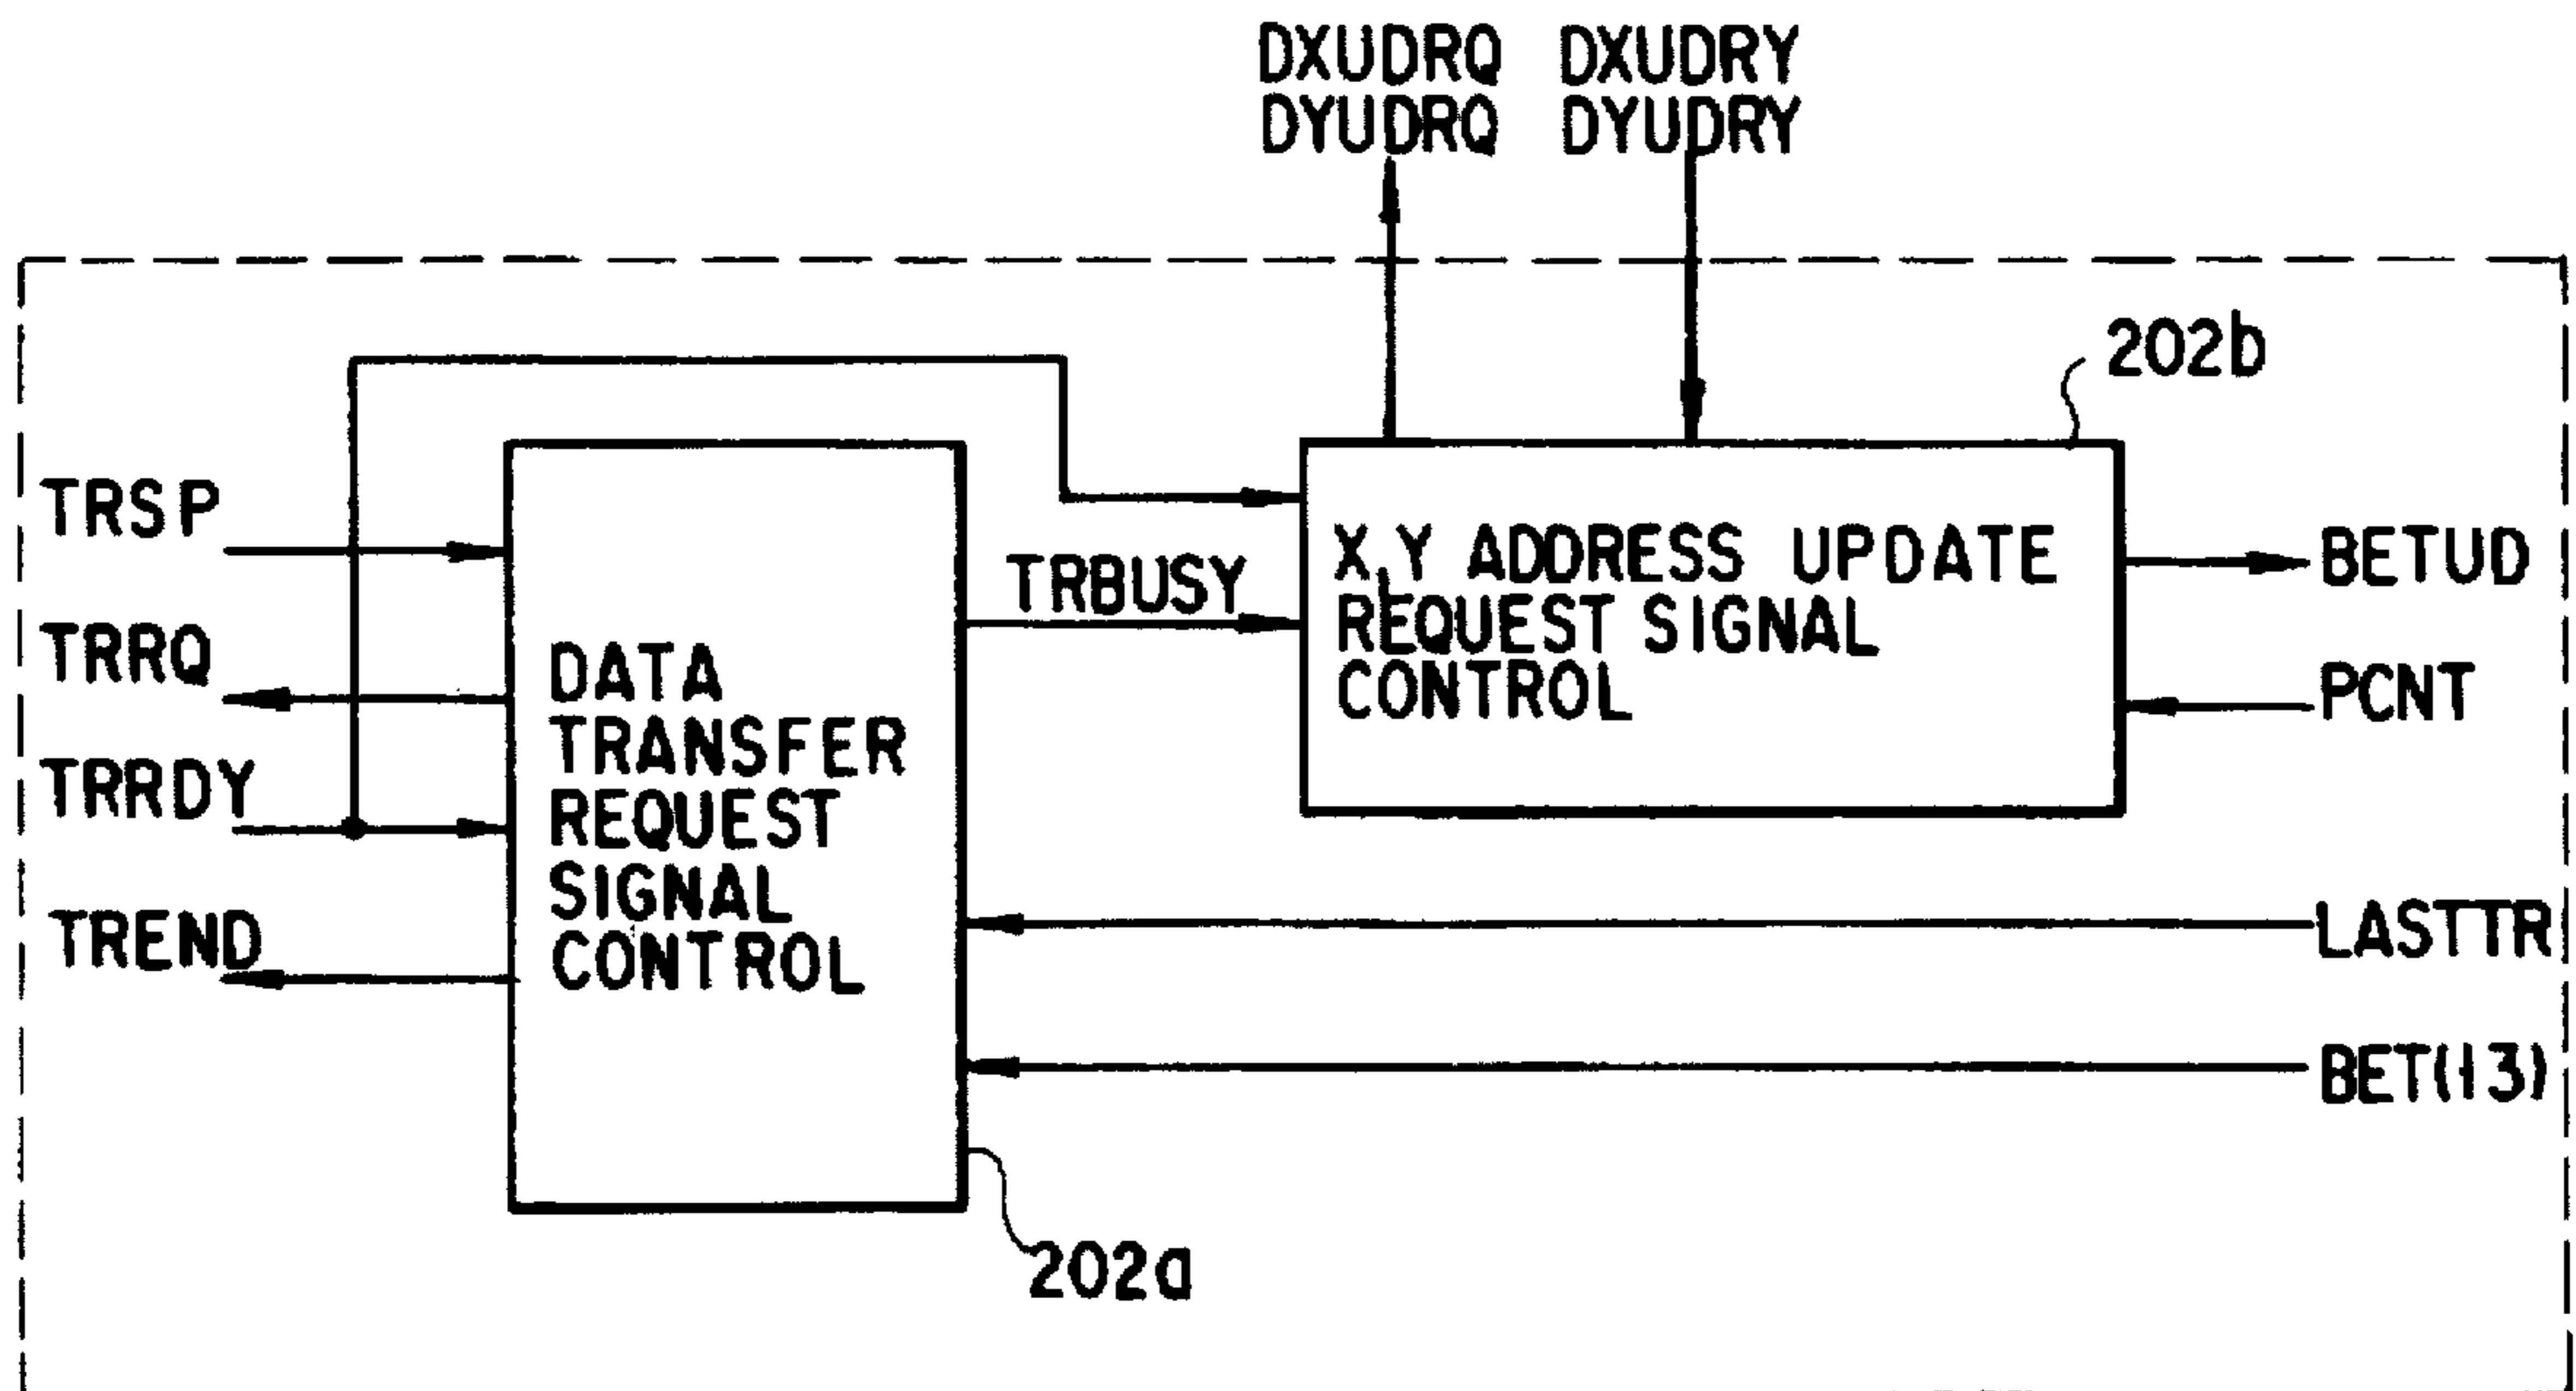 DXUDRQ DXUDRY
DYUDRQ DYUDRY
202b
TRSP
TRRQ
TRRDY
TREND
DATA
TRANSFER
REQUEST
SIGNAL
CONTROL
TRBUSY
X,Y ADDRESS UPDATE
REQUEST SIGNAL
CONTROL
BETUD
PCNT
LASTTR
BET(13)
202a